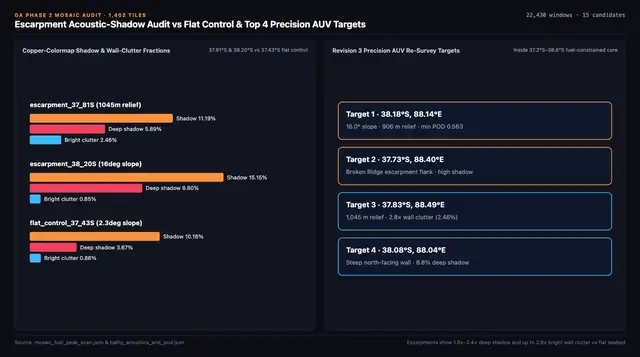 GA PHASE 2 MOSAIC AUDIT · 1,402 TILES
Escarpment Acoustic-Shadow Audit vs Flat Control & Top 4 Precision AUV Targets
22,430 windows · 15 candidates
Copper-Colormap Shadow & Wall-Clutter Fractions
37.81°S & 38.20°S vs 37.43°S flat control
escarpment_37_81S (1045m relief)
Shadow 11.19%
Deep shadow 5.89%
Bright clutter 2.46%
escarpment_38_20S (16deg slope)
Shadow 15.15%
Deep shadow 8.80%
Bright clutter 0.85%
flat_control_37_43S (2.3deg slope)
Shadow 10.16%
Deep shadow 3.67%
Bright clutter 0.86%
Revision 3 Precision AUV Re-Survey Targets
Inside 37.2°S–38.6°S fuel-constrained core
Target 1 · 38.18°S, 88.14°E
16.0° slope · 906 m relief · min POD 0.563
Target 2 · 37.73°S, 88.40°E
Broken Ridge escarpment flank · high shadow
Target 3 · 37.83°S, 88.49°E
1,045 m relief · 2.8× wall clutter (2.46%)
Target 4 · 38.08°S, 88.04°E
Steep north-facing wall · 8.8% deep shadow
Source: mosaic_fuel_peak_scan.json & bathy_acoustics_and_pod.json
Escarpments show 1.6×–2.4× deep shadow and up to 2.8× bright wall clutter vs flat seabed